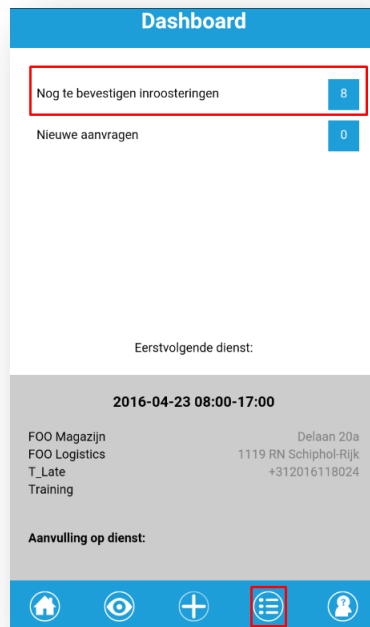 Dashboard
Nog te bevestigen inroosteringen 8
Nieuwe aanvragen 0
Eerstvolgende dienst:
2016-04-23 08:00-17:00
FOO Magazijn Delaan 20a
FOO Logistics 1119 RN Schiphol-Rijk
T_Late +312016118024
Training
Aanvulling op dienst:
?